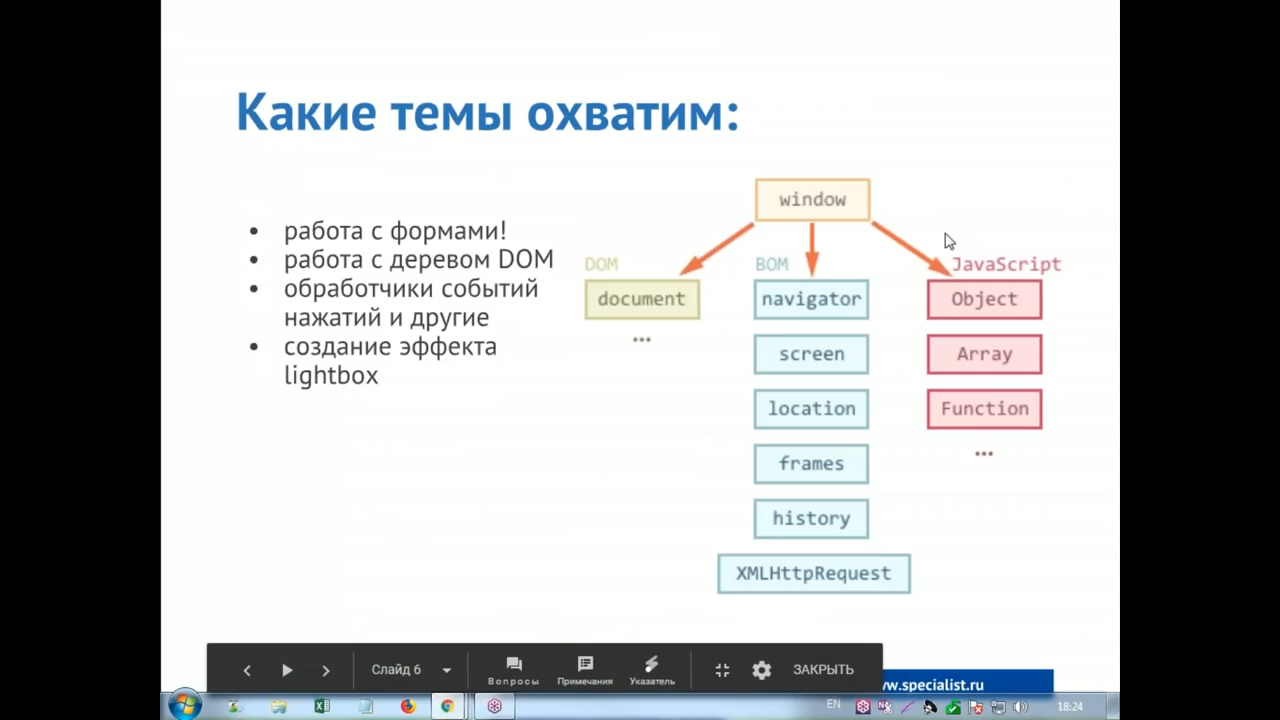 Какие темы охватим:
работа с формами!
работа с деревом DOM
обработчики событий
нажатий и другие
создание эффекта
lightbox
window
DOM
BOM
JavaScript
document
navigator
Object
...
screen
Array
location
Function
...
frames
history
XMLHttpRequest
Слайд 6
Вопросы
Примечания
Указатель
ЗАКРЫТЬ
w.specialist.ru
EN
18:24